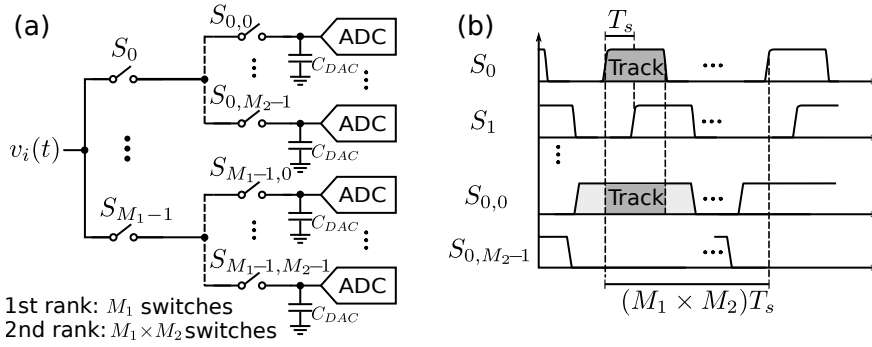 (a)
S_0
S_{0,0}
ADC
C_{DAC}
S_{0,M_2−1}
ADC
C_{DAC}
v_i(t)
S_{M_1−1,0}
ADC
C_{DAC}
S_{M_1−1}
S_{M_1−1,M_2−1}
ADC
C_{DAC}
1st rank: M_1 switches
2nd rank: M_1×M_2 switches
(b)
T_s
S_0
Track
S_1
S_{0,0}
Track
S_{0,M_2−1}
(M_1 × M_2)T_s